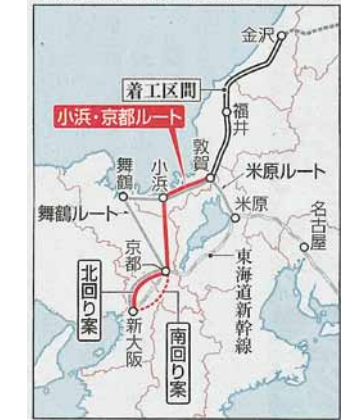 金沢
着工区間
福井
小浜・京都ルート
敦賀
米原ルート
舞鶴
小浜
米原
名古屋
舞鶴ルート
京都
東海道新幹線
北回り案
新大阪
南回り案